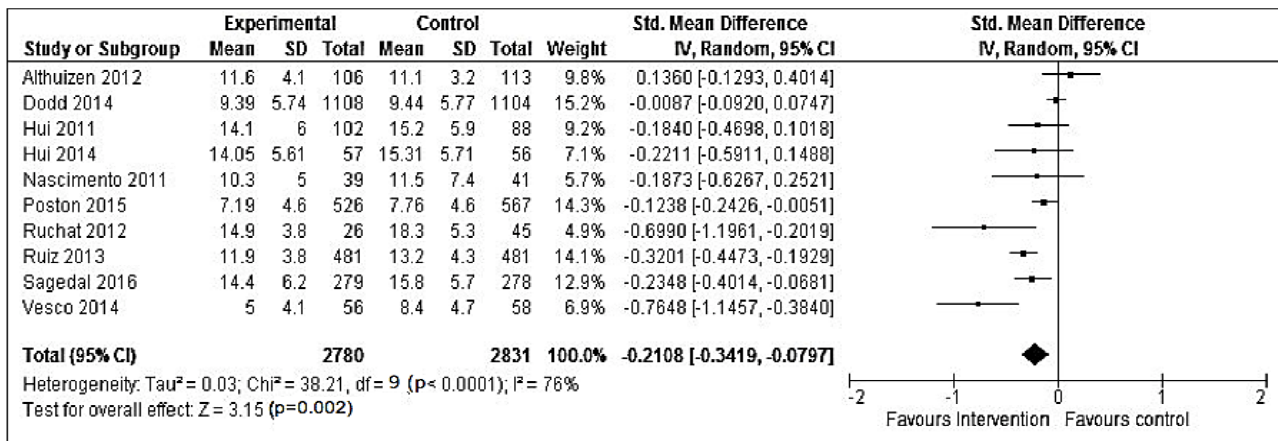 Experimental Control Std. Mean Difference Std. Mean Difference
Study or Subgroup Mean SD Total Mean SD Total Weight IV, Random, 95% CI IV, Random, 95% CI
Althuizen 2012 11.6 4.1 106 11.1 3.2 113 9.8% 0.1360 [-0.1293, 0.4014]
Dodd 2014 9.39 5.74 1108 9.44 5.77 1104 15.2% -0.0087 [-0.0920, 0.0747]
Hui 2011 14.1 6 102 15.2 5.9 88 9.2% -0.1840 [-0.4698, 0.1018]
Hui 2014 14.05 5.61 57 15.31 5.71 56 7.1% -0.2211 [-0.5911, 0.1488]
Nascimento 2011 10.3 5 39 11.5 7.4 41 5.7% -0.1873 [-0.6267, 0.2521]
Poston 2015 7.19 4.6 526 7.76 4.6 567 14.3% -0.1238 [-0.2426, -0.0051]
Ruchat 2012 14.9 3.8 26 18.3 5.3 45 4.9% -0.6990 [-1.1961, -0.2019]
Ruiz 2013 11.9 3.8 481 13.2 4.3 481 14.0% -0.3201 [-0.4473, -0.1929]
Sagedal 2016 14.4 6.2 279 15.8 5.7 278 12.9% -0.2348 [-0.4014, -0.0681]
Vesco 2014 5 4.1 56 8.4 4.7 58 6.9% -0.7648 [-1.1457, -0.3840]
Total (95% CI) 2780 2831 100.0% -0.2108 [-0.3419, -0.0797]
Heterogeneity: Tau² = 0.03; Chi² = 38.21, df = 9 (p< 0.0001); I² = 76%
Test for overall effect: Z = 3.15 (p=0.002)
-2 -1 0 1 2
Favours Intervention Favours control